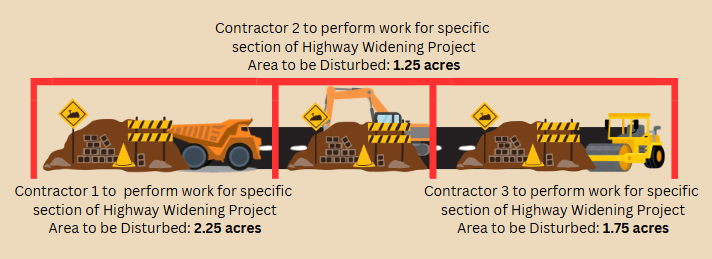 Contractor 2 to perform work for specific
section of Highway Widening Project
Area to be Disturbed: 1.25 acres
Contractor 1 to perform work for specific
section of Highway Widening Project
Area to be Disturbed: 2.25 acres
Contractor 3 to perform work for specific
section of Highway Widening Project
Area to be Disturbed: 1.75 acres